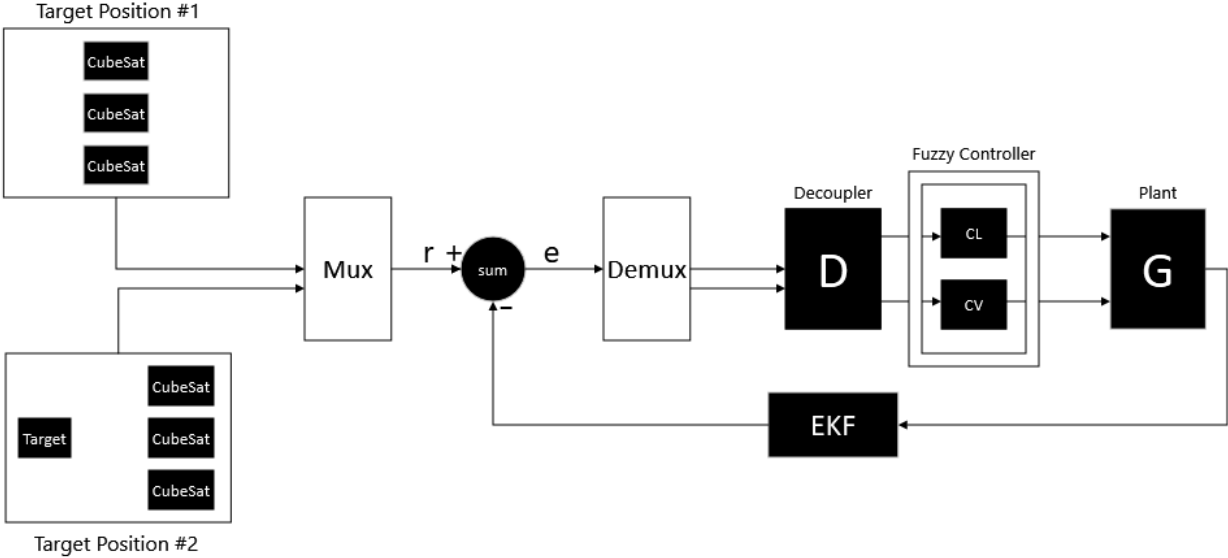 Target Position #1
CubeSat
CubeSat
CubeSat
Mux
r +
sum
−
e
Demux
Decoupler
D
Fuzzy Controller
CL
CV
Plant
G
EKF
Target
CubeSat
CubeSat
CubeSat
Target Position #2